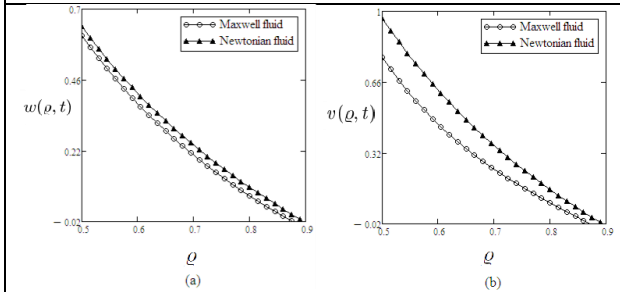 0.7
Maxwell fluid
Newtonian fluid
0.46
w(ϱ, t)
0.22
−0.02
0.5 0.6 0.7 0.8 0.9
ϱ
(a)
1
Maxwell fluid
Newtonian fluid
0.66
v(ϱ, t)
0.32
−0.02
0.5 0.6 0.7 0.8 0.9
ϱ
(b)